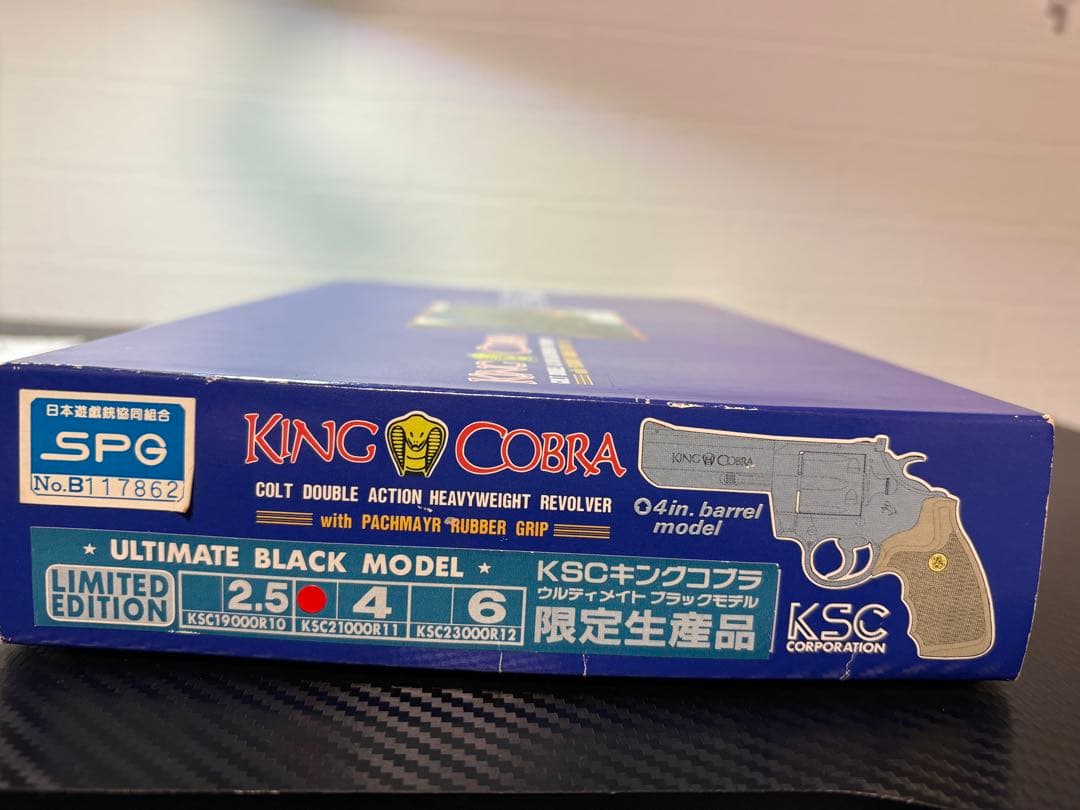 日本遊戯銃協同組合
SPG
No.B117862
KING COBRA
COLT DOUBLE ACTION HEAVYWEIGHT REVOLVER
with PACHMAYR RUBBER GRIP
KING COBRA
4in. barrel
model
★ ULTIMATE BLACK MODEL ★
LIMITED
EDITION
2.5 4 6
KSC19000R10 KSC21000R11 KSC23000R12
KSCキングコブラ
ウルティメイト ブラックモデル
限定生産品
KSC
CORPORATION